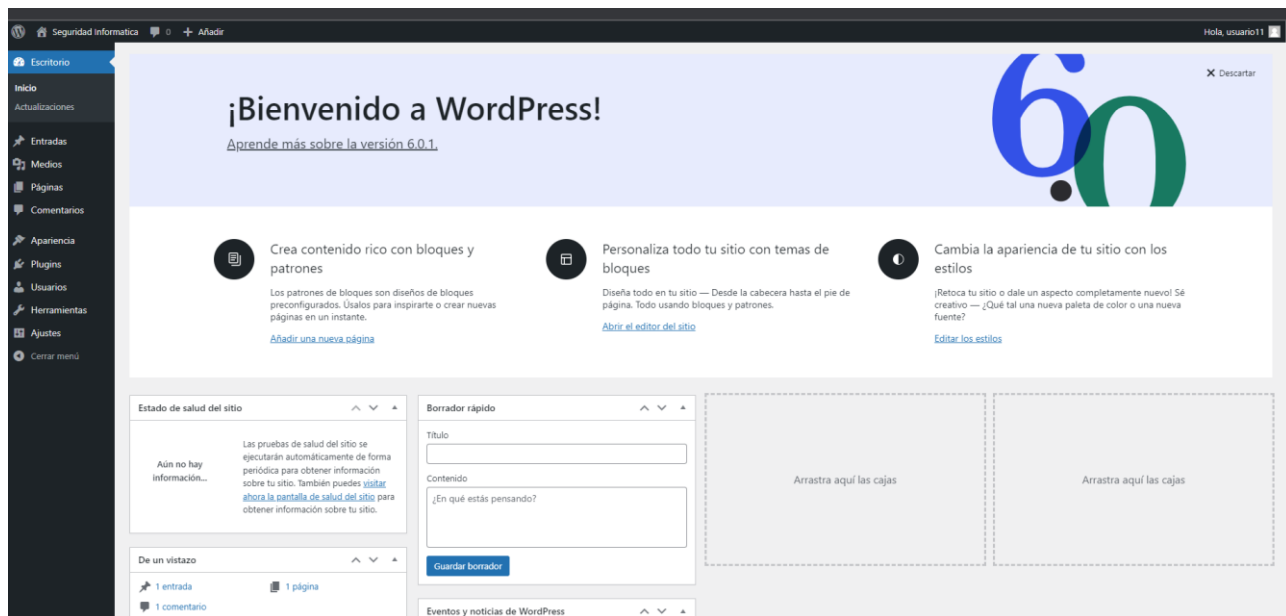 Seguridad Informatica 0 + Añadir
Hola, usuario11
Escritorio
Inicio
Actualizaciones
Entradas
Medios
Páginas
Comentarios
Apariencia
Plugins
Usuarios
Herramientas
Ajustes
Cerrar menú
¡Bienvenido a WordPress!
Aprende más sobre la versión 6.0.1.
6.0
Descartar
Crea contenido rico con bloques y
patrones
Los patrones de bloques son diseños de bloques
preconfigurados. Úsalos para inspirarte o crear nuevas
páginas en un instante.
Añadir una nueva página
Personaliza todo tu sitio con temas de
bloques
Diseña todo en tu sitio — Desde la cabecera hasta el pie de
página. Todo usando bloques y patrones.
Abrir el editor del sitio
Cambia la apariencia de tu sitio con los
estilos
¡Retoca tu sitio o dale un aspecto completamente nuevo! Sé
creativo — ¿Qué tal una nueva paleta de color o una nueva
fuente?
Editar los estilos
Estado de salud del sitio
Aún no hay
información...
Las pruebas de salud del sitio se
ejecutarán automáticamente de forma
periódica para obtener información
sobre tu sitio. También puedes visitar
ahora la pantalla de salud del sitio para
obtener información sobre tu sitio.
De un vistazo
1 entrada
1 página
1 comentario
Borrador rápido
Título
Contenido
¿En qué estás pensando?
Guardar borrador
Eventos y noticias de WordPress
Arrastra aquí las cajas
Arrastra aquí las cajas